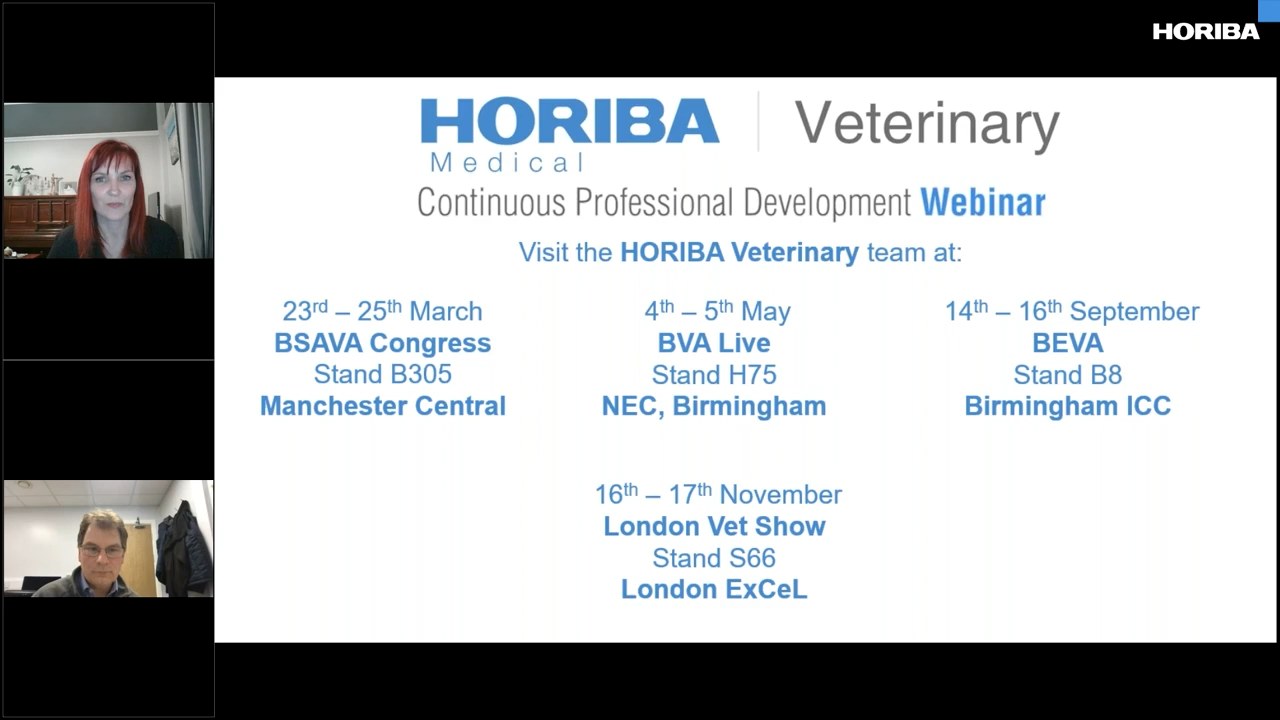 HORIBA
HORIBA Veterinary
Medical
Continuous Professional Development Webinar
Visit the HORIBA Veterinary team at:
23rd – 25th March
BSAVA Congress
Stand B305
Manchester Central
4th – 5th May
BVA Live
Stand H75
NEC, Birmingham
14th – 16th September
BEVA
Stand B8
Birmingham ICC
16th – 17th November
London Vet Show
Stand S66
London ExCeL